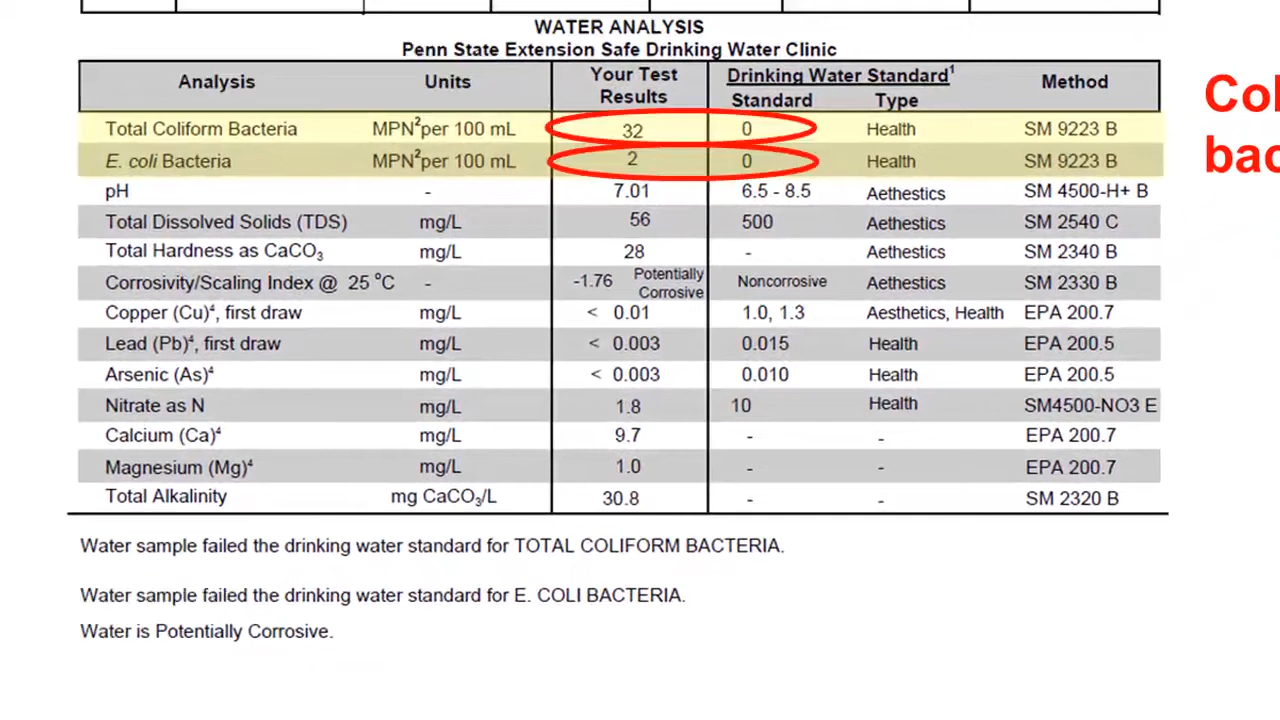 WATER ANALYSIS
Penn State Extension Safe Drinking Water Clinic
Analysis Units Your Test Results Drinking Water Standard¹ Standard Type Method
Total Coliform Bacteria MPN²per 100 mL 32 0 Health SM 9223 B
E. coli Bacteria MPN²per 100 mL 2 0 Health SM 9223 B
pH - 7.01 6.5 - 8.5 Aethestics SM 4500-H+ B
Total Dissolved Solids (TDS) mg/L 56 500 Aethestics SM 2540 C
Total Hardness as CaCO₃ mg/L 28 - Aethestics SM 2340 B
Corrosivity/Scaling Index @ 25 °C - -1.76 Potentially Corrosive Noncorrosive Aethestics SM 2330 B
Copper (Cu)⁴, first draw mg/L < 0.01 1.0, 1.3 Aesthetics, Health EPA 200.7
Lead (Pb)⁴, first draw mg/L < 0.003 0.015 Health EPA 200.5
Arsenic (As)⁴ mg/L < 0.003 0.010 Health EPA 200.5
Nitrate as N mg/L 1.8 10 Health SM4500-NO3 E
Calcium (Ca)⁴ mg/L 9.7 - - EPA 200.7
Magnesium (Mg)⁴ mg/L 1.0 - - EPA 200.7
Total Alkalinity mg CaCO₃/L 30.8 - - SM 2320 B
Water sample failed the drinking water standard for TOTAL COLIFORM BACTERIA.
Water sample failed the drinking water standard for E. COLI BACTERIA.
Water is Potentially Corrosive.
Col
bac